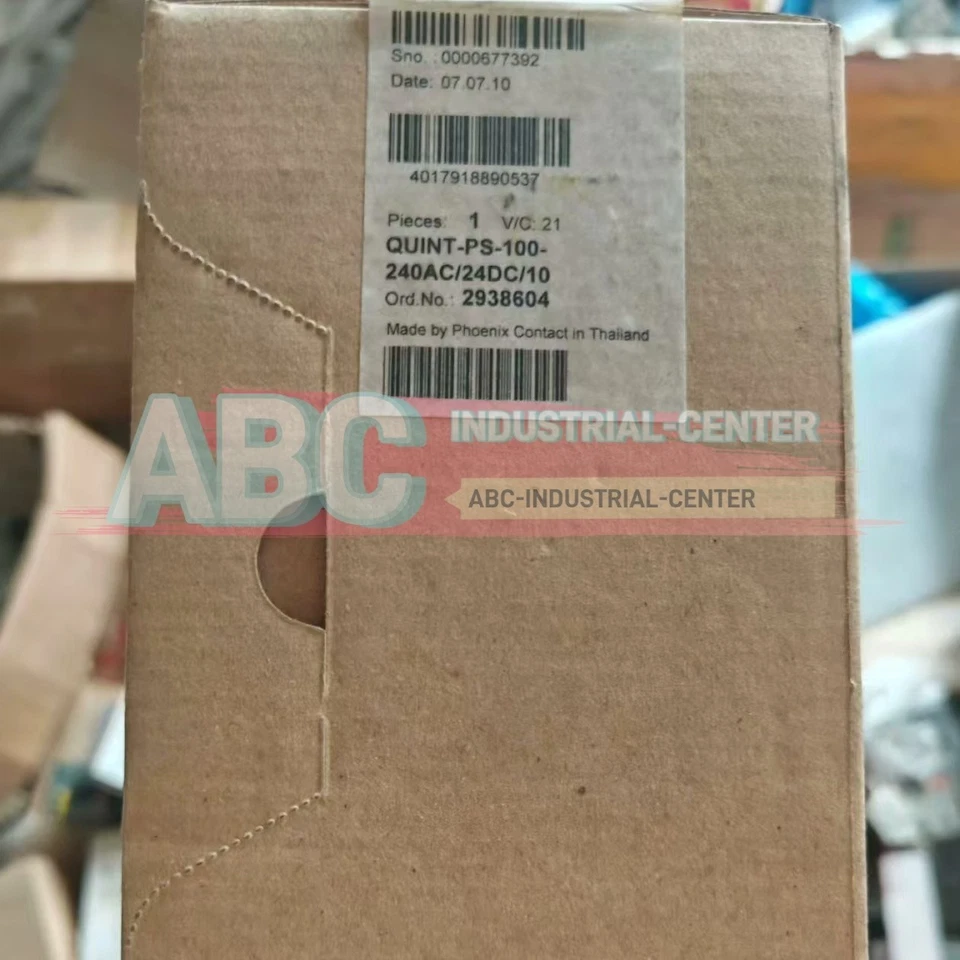 Sno. : 0000677392
Date: 07.07.10
4017918890537
Pieces: 1 V/C: 21
QUINT-PS-100-
240AC/24DC/10
Ord.No.: 2938604
Made by Phoenix Contact in Thailand
ABC
INDUSTRIAL-CENTER
ABC-INDUSTRIAL-CENTER